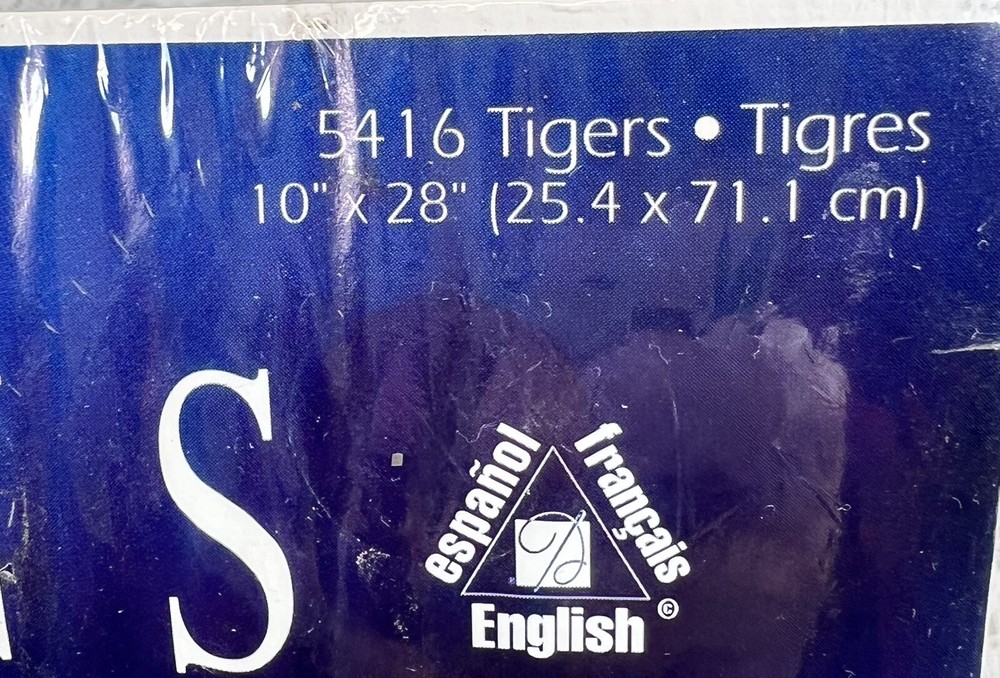 5416 Tigers • Tigres
10" x 28" (25.4 x 71.1 cm)
S
español
français
English ©